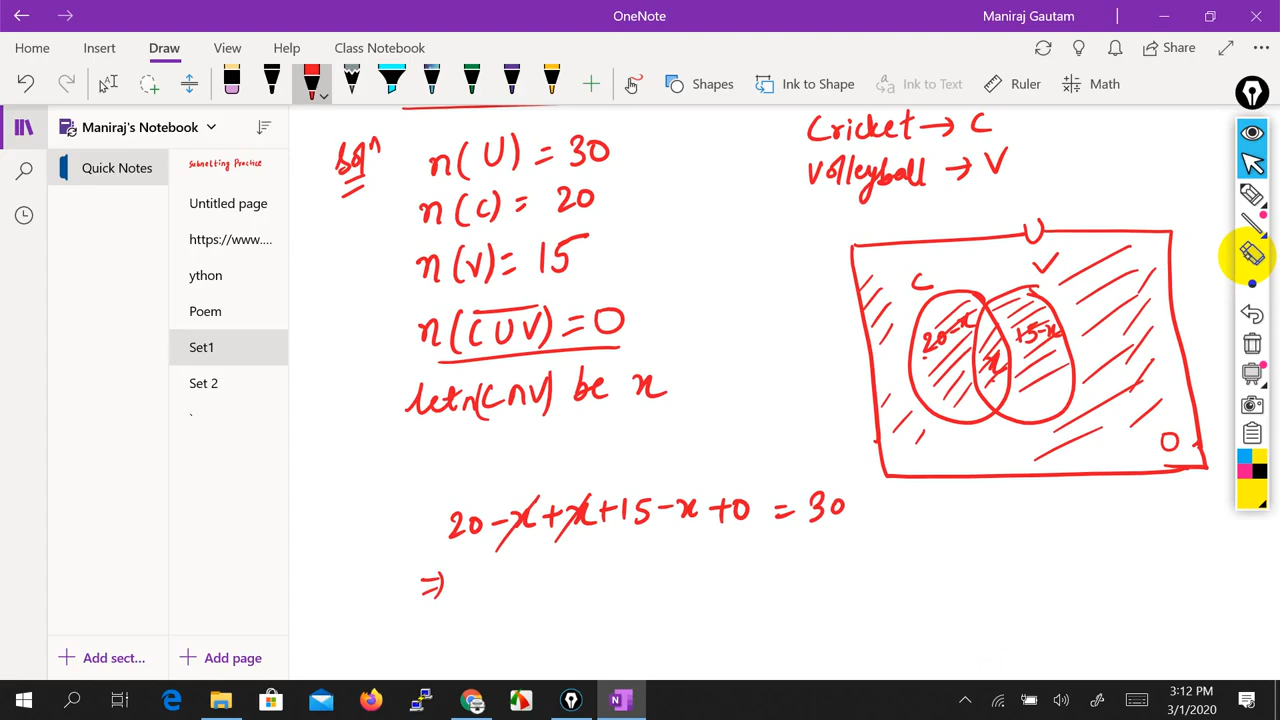 OneNote
Maniraj Gautam
Home Insert Draw View Help Class Notebook
Share
Shapes Ink to Shape Ink to Text Ruler Math
Maniraj's Notebook
Quick Notes
Subnetting Practice
Untitled page
https://www....
ython
Poem
Set1
Set 2
`
Add sect...
Add page
Cricket → C
Volleyball → V
Solⁿ
n(U) = 30
n(C) = 20
n(V) = 15
n(C̅ ̅U̅ ̅V̅) = 0
let n(C∩V) be x
U
C
V
20-x
x
15-x
0
20 - x + x + 15 - x + 0 = 30
⇒
3:12 PM
3/1/2020